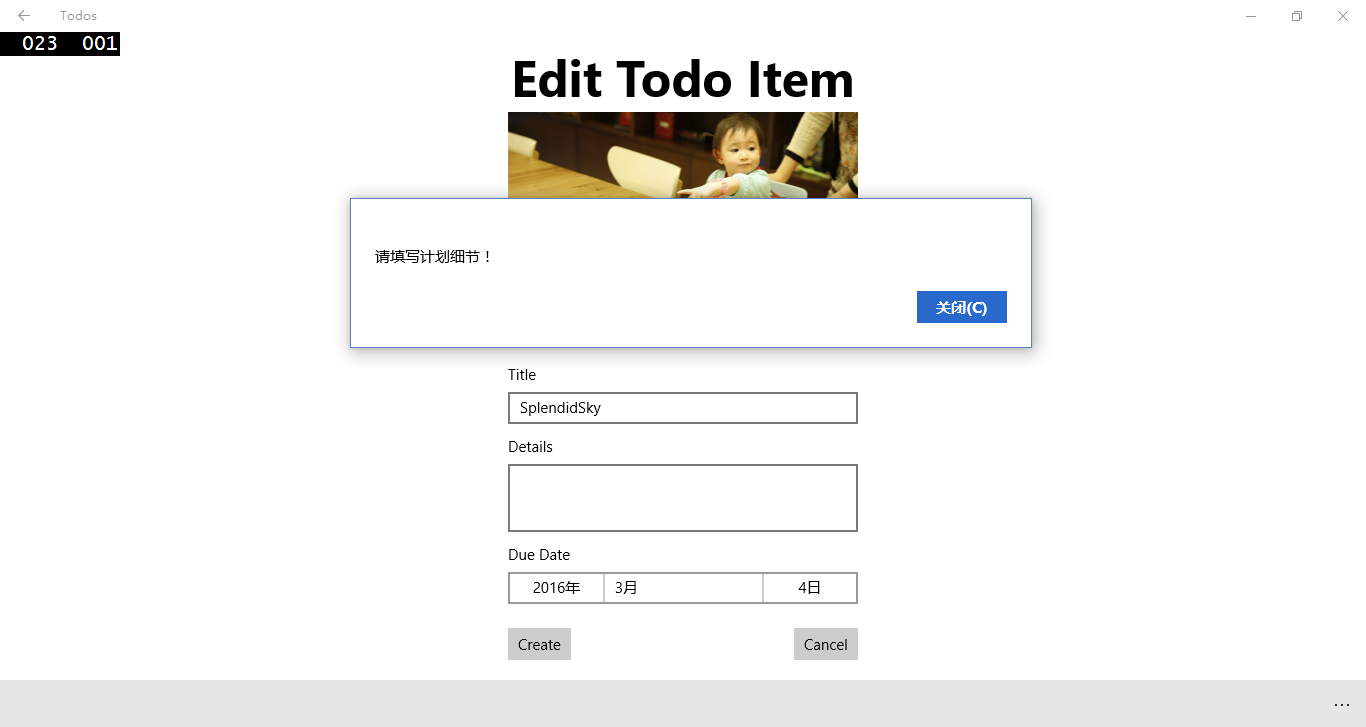 Todos
023 001
Edit Todo Item
请填写计划细节！
关闭(C)
Title
SplendidSky
Details
Due Date
2016年 3月 4日
Create Cancel